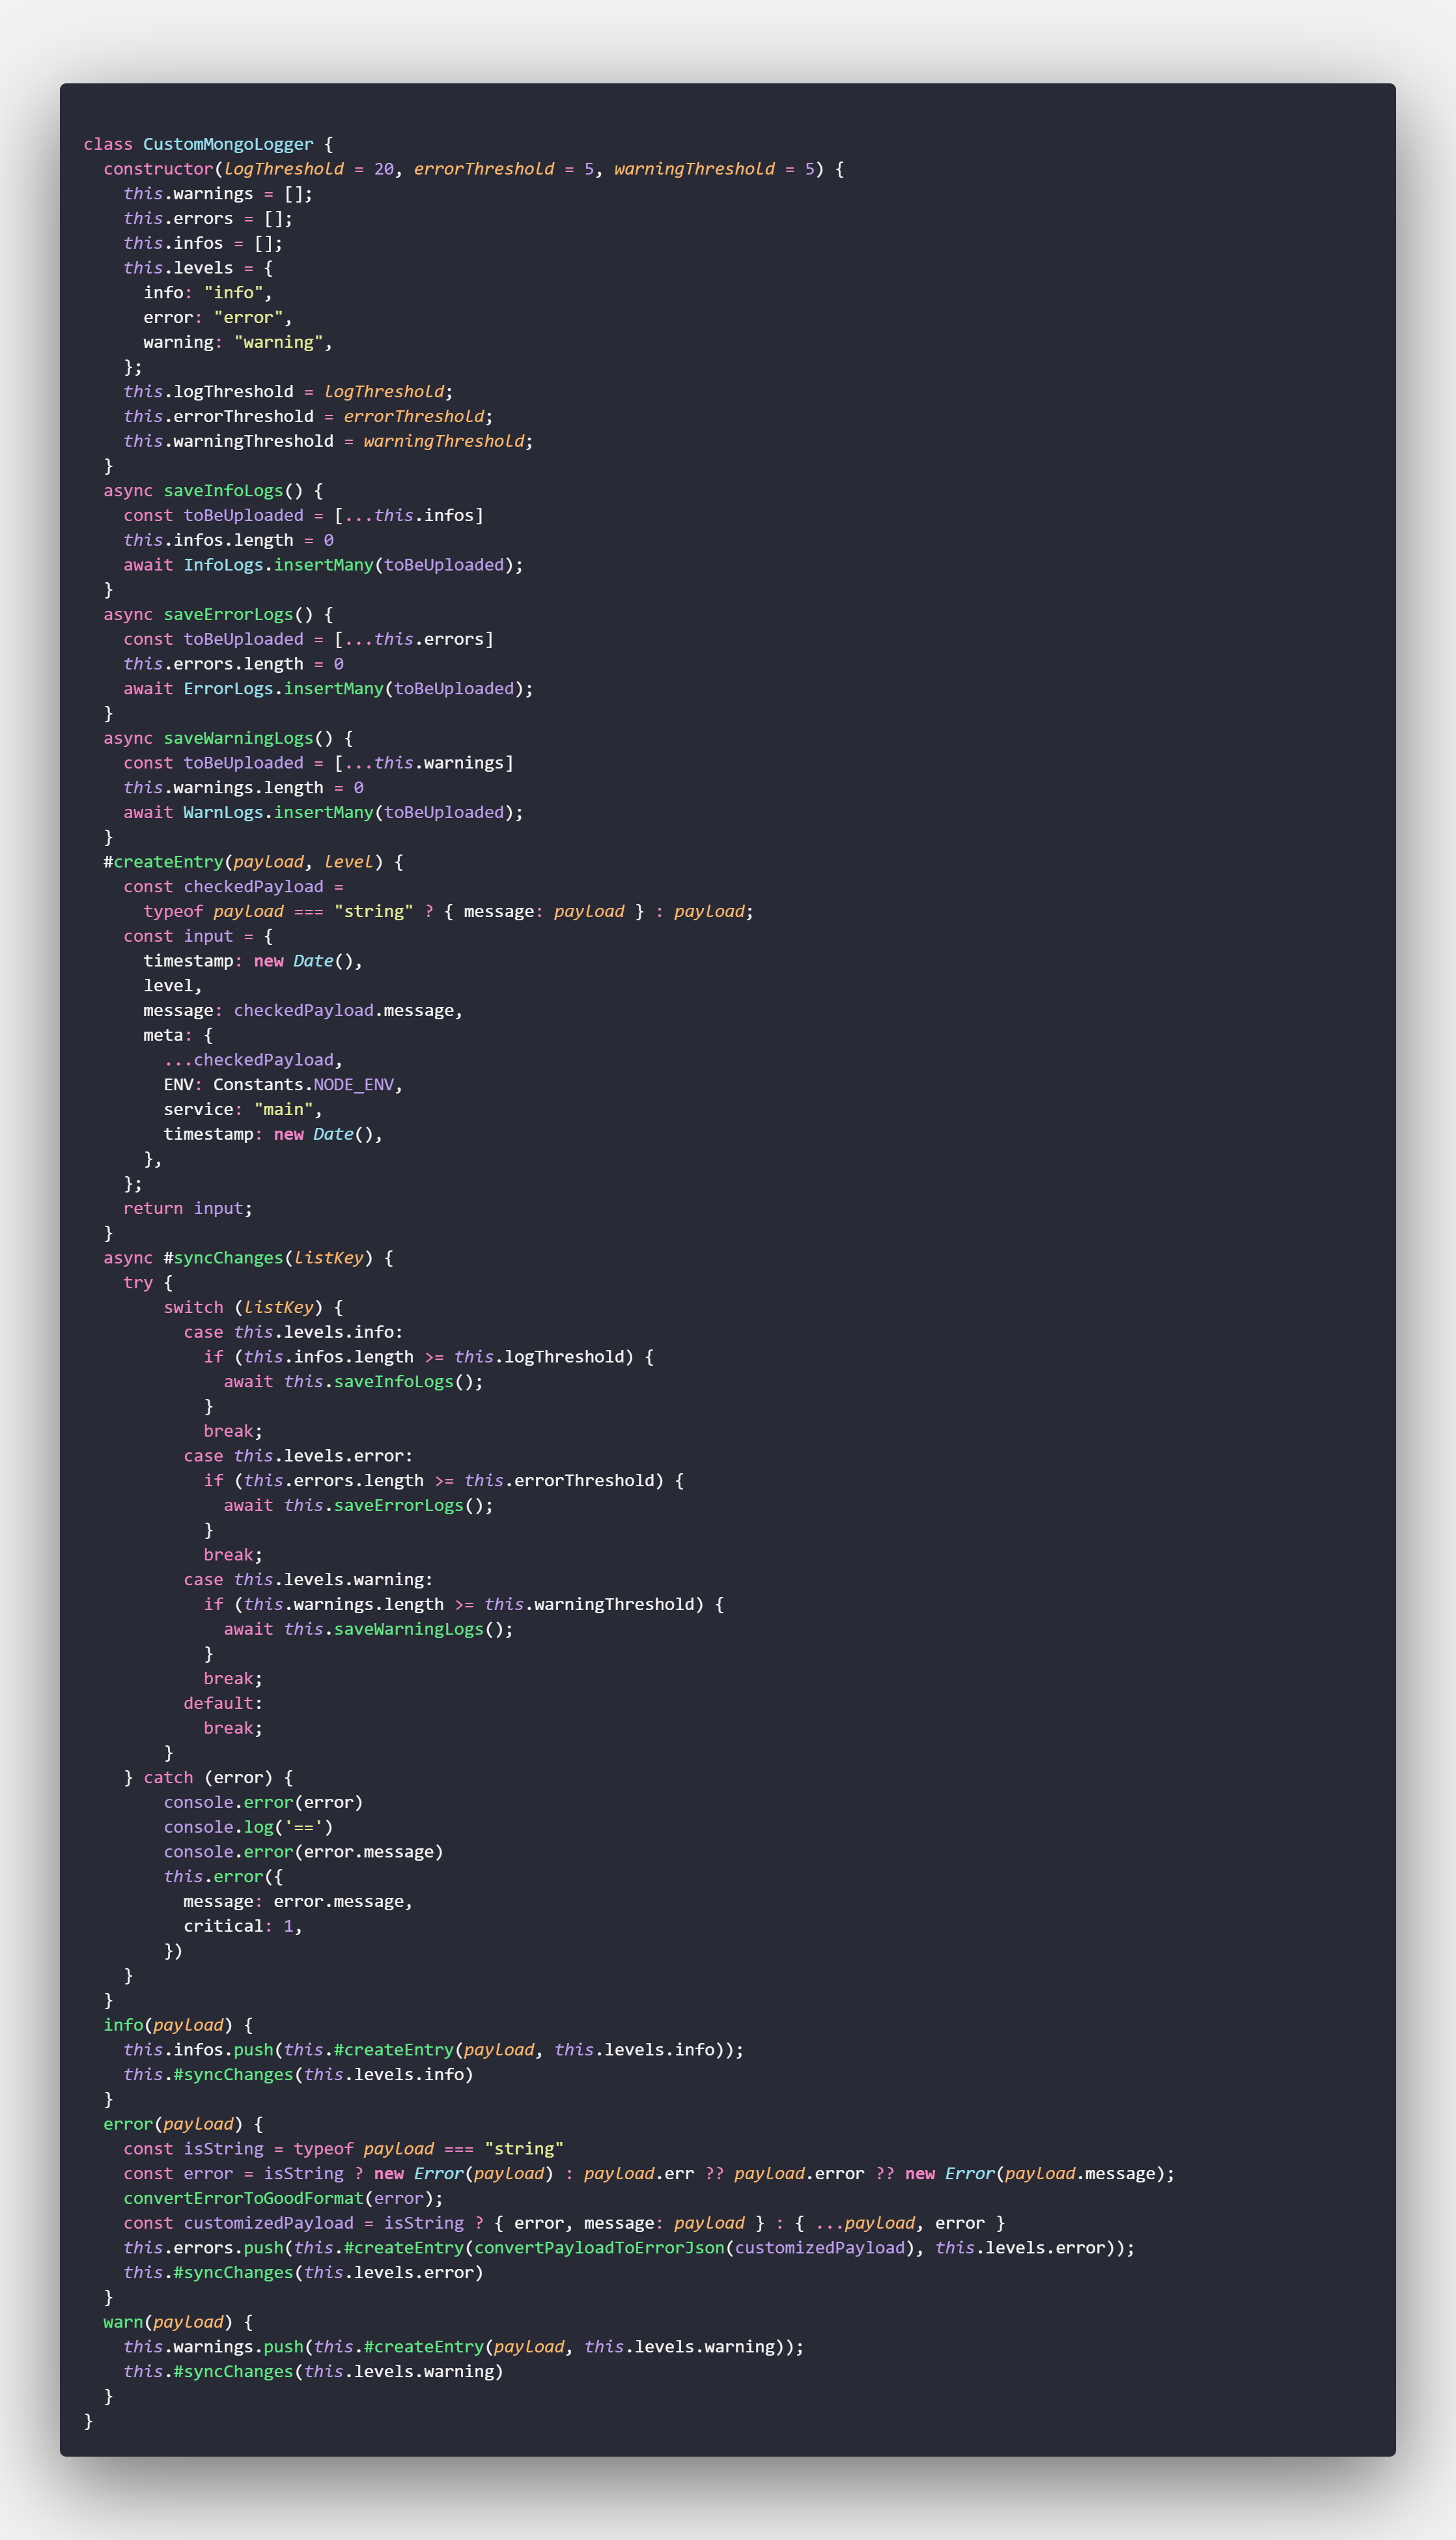 class CustomMongoLogger {
  constructor(logThreshold = 20, errorThreshold = 5, warningThreshold = 5) {
    this.warnings = [];
    this.errors = [];
    this.infos = [];
    this.levels = {
      info: "info",
      error: "error",
      warning: "warning",
    };
    this.logThreshold = logThreshold;
    this.errorThreshold = errorThreshold;
    this.warningThreshold = warningThreshold;
  }
  async saveInfoLogs() {
    const toBeUploaded = [...this.infos]
    this.infos.length = 0
    await InfoLogs.insertMany(toBeUploaded);
  }
  async saveErrorLogs() {
    const toBeUploaded = [...this.errors]
    this.errors.length = 0
    await ErrorLogs.insertMany(toBeUploaded);
  }
  async saveWarningLogs() {
    const toBeUploaded = [...this.warnings]
    this.warnings.length = 0
    await WarnLogs.insertMany(toBeUploaded);
  }
  #createEntry(payload, level) {
    const checkedPayload =
      typeof payload === "string" ? { message: payload } : payload;
    const input = {
      timestamp: new Date(),
      level,
      message: checkedPayload.message,
      meta: {
        ...checkedPayload,
        ENV: Constants.NODE_ENV,
        service: "main",
        timestamp: new Date(),
      },
    };
    return input;
  }
  async #syncChanges(listKey) {
    try {
        switch (listKey) {
          case this.levels.info:
            if (this.infos.length >= this.logThreshold) {
              await this.saveInfoLogs();
            }
            break;
          case this.levels.error:
            if (this.errors.length >= this.errorThreshold) {
              await this.saveErrorLogs();
            }
            break;
          case this.levels.warning:
            if (this.warnings.length >= this.warningThreshold) {
              await this.saveWarningLogs();
            }
            break;
          default:
            break;
        }
    } catch (error) {
        console.error(error)
        console.log('==')
        console.error(error.message)
        this.error({
          message: error.message,
          critical: 1,
        })
    }
  }
  info(payload) {
    this.infos.push(this.#createEntry(payload, this.levels.info));
    this.#syncChanges(this.levels.info)
  }
  error(payload) {
    const isString = typeof payload === "string"
    const error = isString ? new Error(payload) : payload.err ?? payload.error ?? new Error(payload.message);
    convertErrorToGoodFormat(error);
    const customizedPayload = isString ? { error, message: payload } : { ...payload, error }
    this.errors.push(this.#createEntry(convertPayloadToErrorJson(customizedPayload), this.levels.error));
    this.#syncChanges(this.levels.error)
  }
  warn(payload) {
    this.warnings.push(this.#createEntry(payload, this.levels.warning));
    this.#syncChanges(this.levels.warning)
  }
}